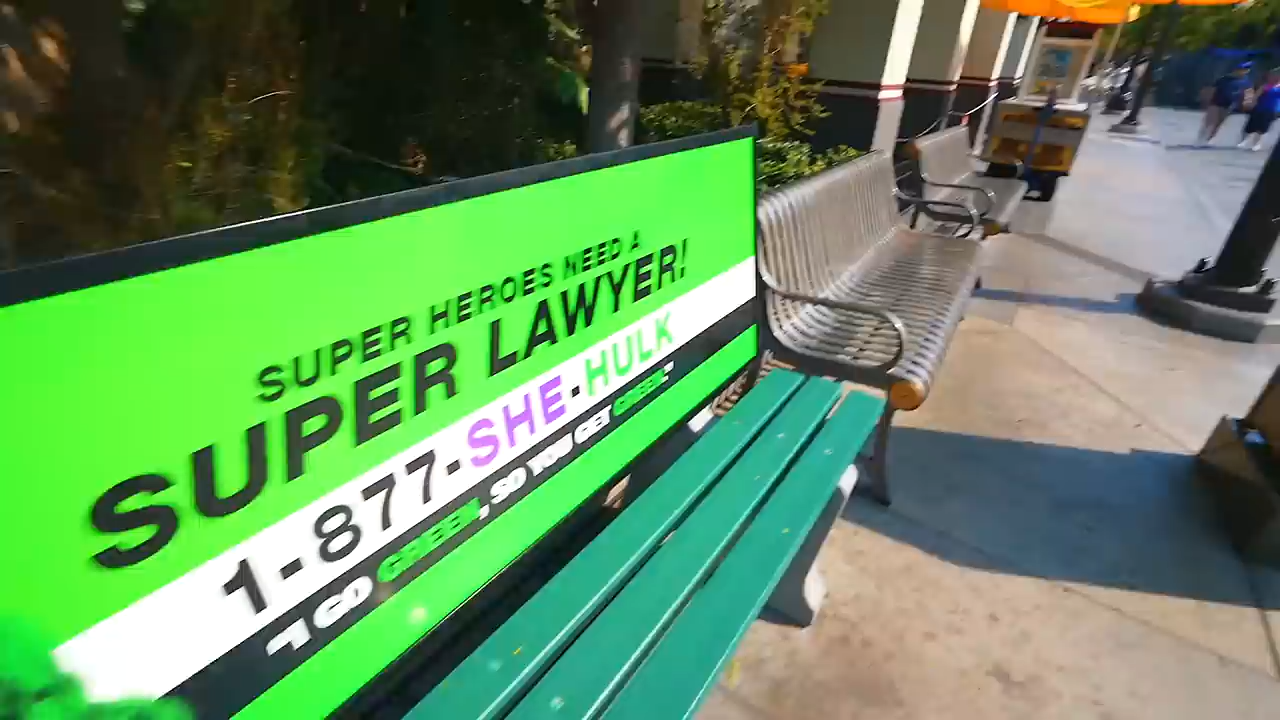 SUPER HEROES NEED A
SUPER LAWYER!
1-877-SHE-HULK
"I GO GREEN, SO YOU GET GREEN."